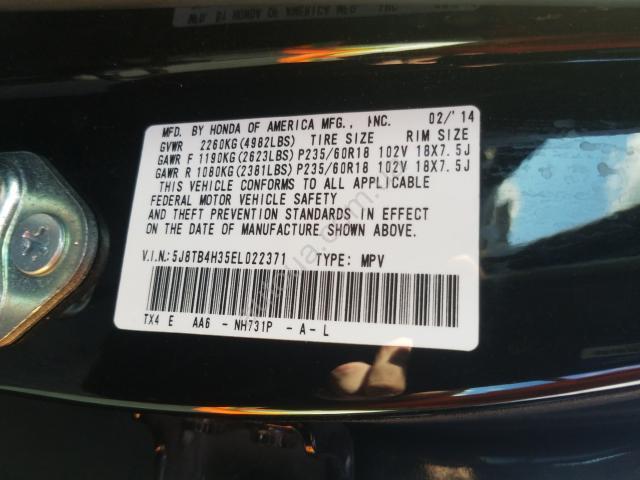 MFD. BY HONDA OF AMERICA MFG., INC. 02/'14
GVWR 2260KG(4982LBS) TIRE SIZE RIM SIZE
GAWR F 1190KG(2623LBS) P235/60R18 102V 18X7.5J
GAWR R 1080KG(2381LBS) P235/60R18 102V 18X7.5J
THIS VEHICLE CONFORMS TO ALL APPLICABLE
FEDERAL MOTOR VEHICLE SAFETY
AND THEFT PREVENTION STANDARDS IN EFFECT
ON THE DATE OF MANUFACTURE SHOWN ABOVE.
V.I.N.: 5J8TB4H35EL022371 TYPE: MPV
TX4 E AA6 - NH731P - A - L